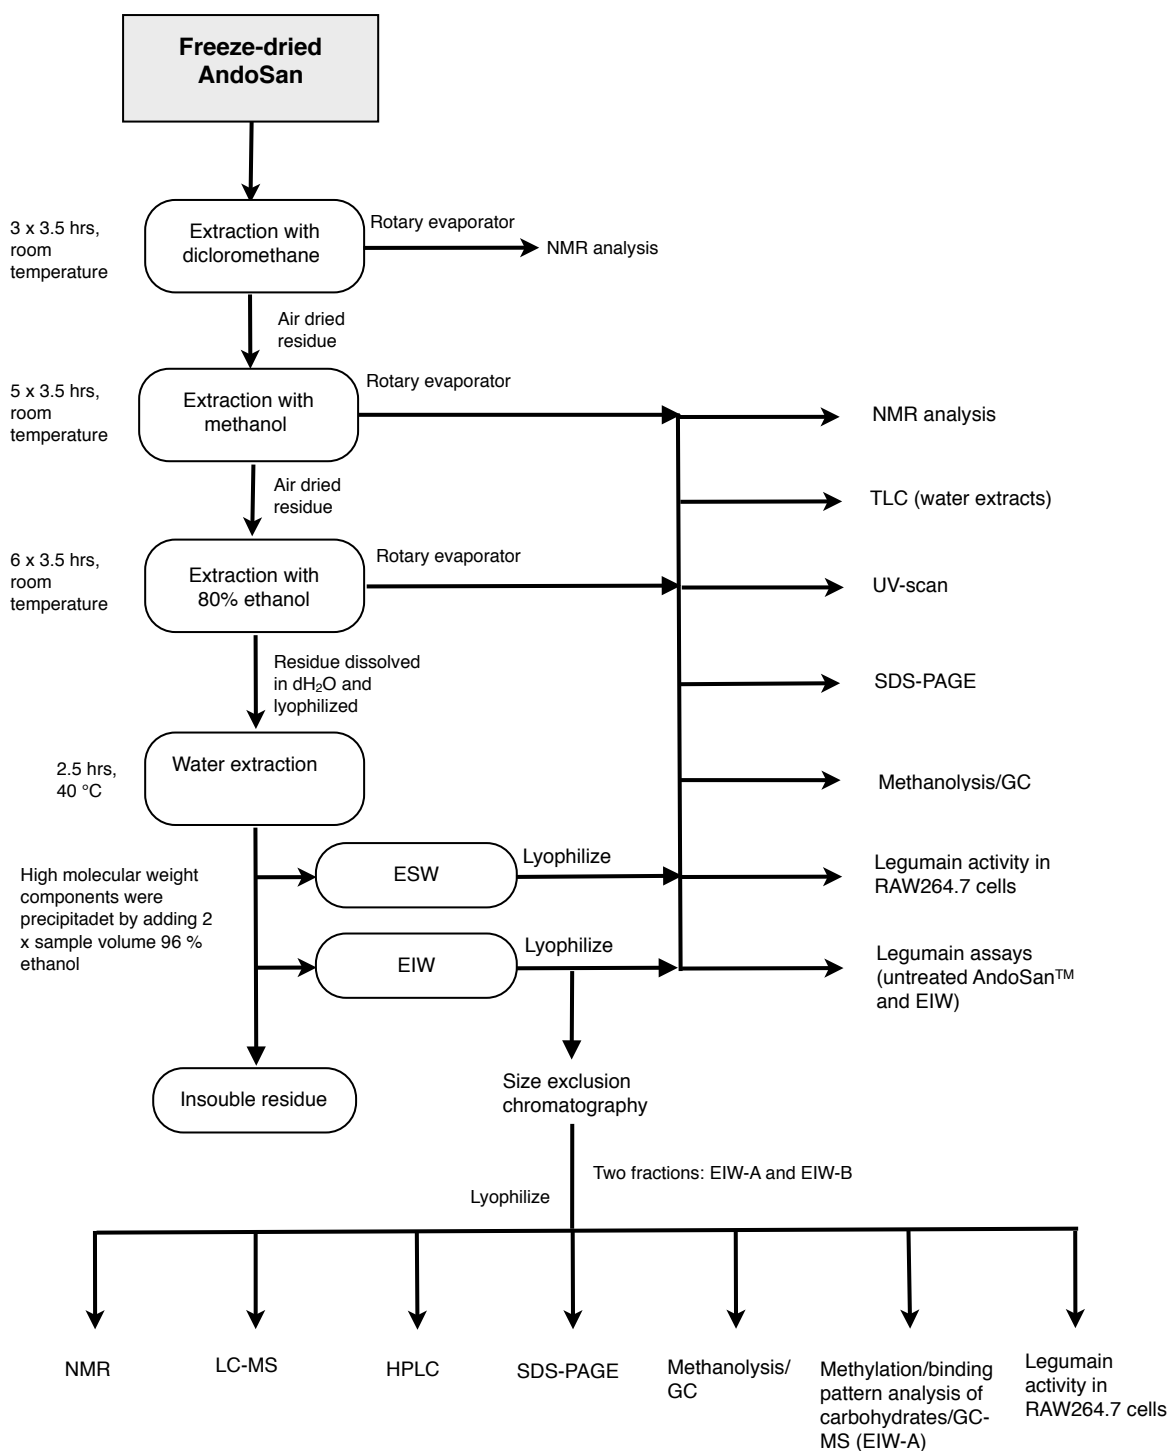 Freeze-dried
AndoSan
3 x 3.5 hrs,
room
temperature
Extraction with
dicloromethane
Rotary evaporator
NMR analysis
Air dried
residue
5 x 3.5 hrs,
room
temperature
Extraction with
methanol
Rotary evaporator
NMR analysis
Air dried
residue
TLC (water extracts)
6 x 3.5 hrs,
room
temperature
Extraction with
80% ethanol
Rotary evaporator
UV-scan
Residue dissolved
in dH₂O and
lyophilized
SDS-PAGE
2.5 hrs,
40 °C
Water extraction
Methanolysis/GC
High molecular weight
components were
precipitadet by adding 2
x sample volume 96 %
ethanol
ESW
Lyophilize
Legumain activity in
RAW264.7 cells
EIW
Lyophilize
Legumain assays
(untreated AndoSan™
and EIW)
Insouble residue
Size exclusion
chromatography
Two fractions: EIW-A and EIW-B
Lyophilize
NMR
LC-MS
HPLC
SDS-PAGE
Methanolysis/
GC
Methylation/binding
pattern analysis of
carbohydrates/GC-
MS (EIW-A)
Legumain
activity in
RAW264.7 cells